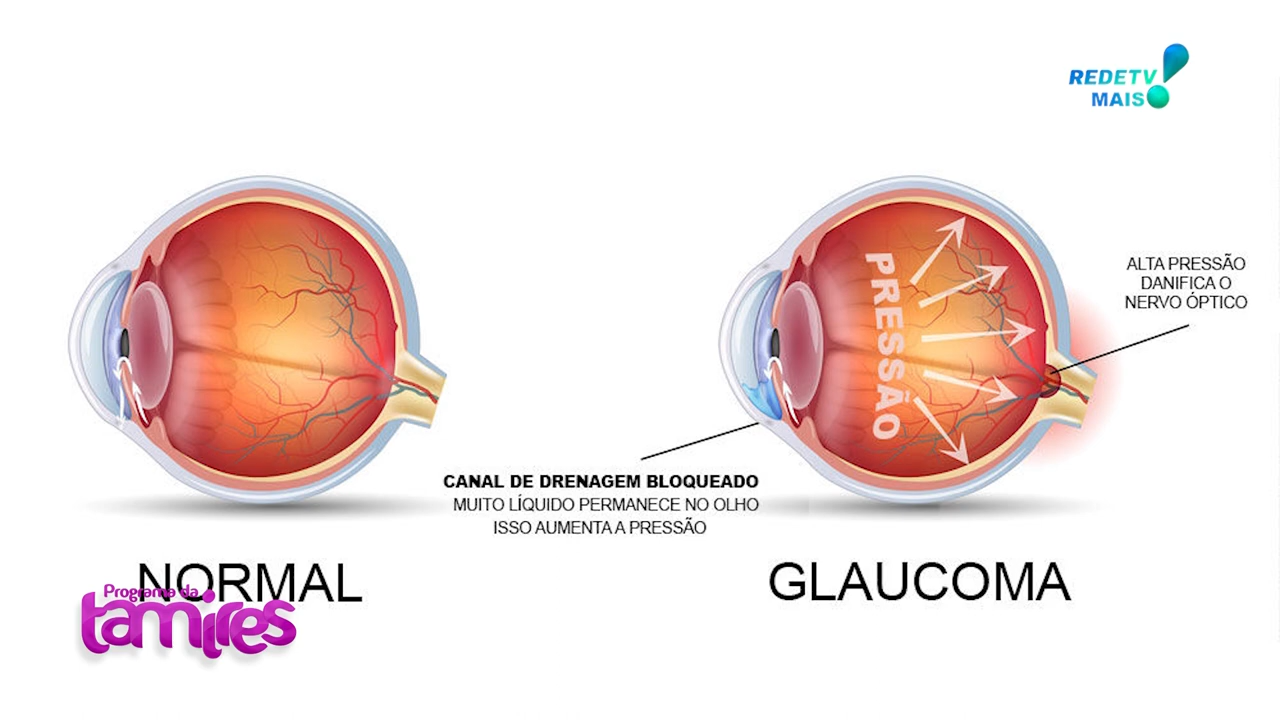 REDETV
MAIS
PRESSÃO
ALTA PRESSÃO
DANIFICA O
NERVO ÓPTICO
CANAL DE DRENAGEM BLOQUEADO
MUITO LÍQUIDO PERMANECE NO OLHO
ISSO AUMENTA A PRESSÃO
NORMAL
GLAUCOMA
Programa da
tamires